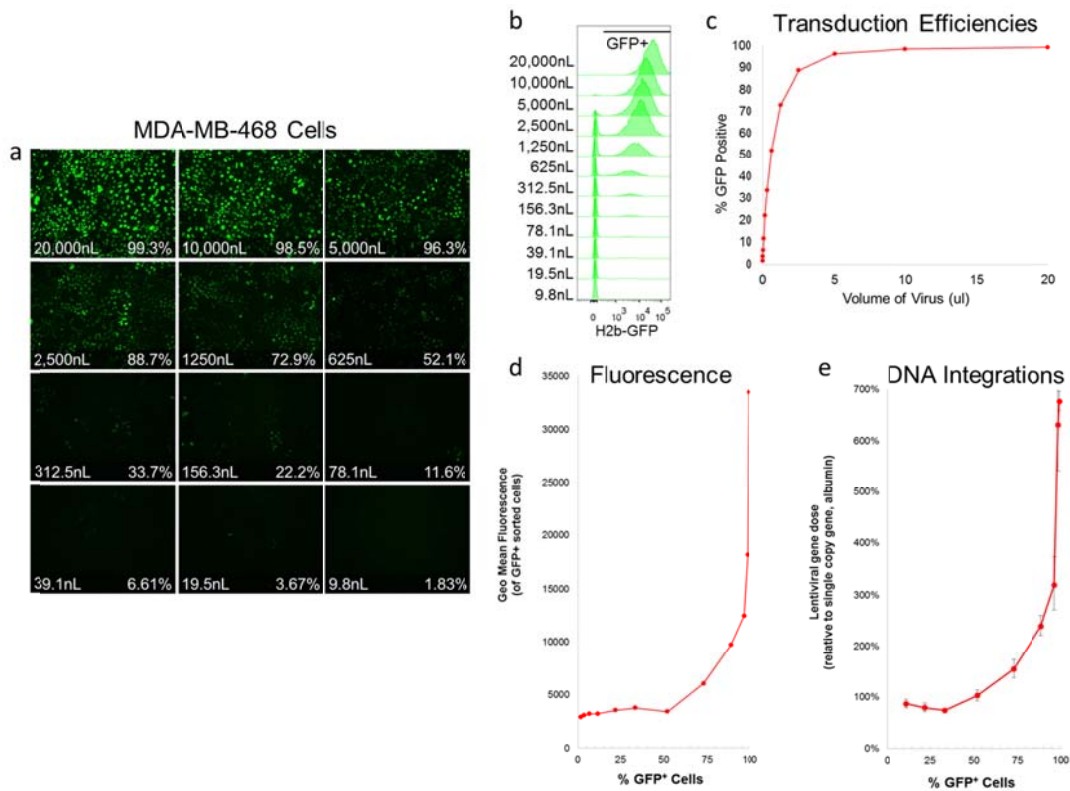 a
MDA-MB-468 Cells
20,000nL 99.3%
10,000nL 98.5%
5,000nL 96.3%
2,500nL 88.7%
1250nL 72.9%
625nL 52.1%
312.5nL 33.7%
156.3nL 22.2%
78.1nL 11.6%
39.1nL 6.61%
19.5nL 3.67%
9.8nL 1.83%
b
GFP+
20,000nL
10,000nL
5,000nL
2,500nL
1,250nL
625nL
312.5nL
156.3nL
78.1nL
39.1nL
19.5nL
9.8nL
0 10³ 10⁴ 10⁵
H2b-GFP
c
Transduction Efficiencies
% GFP Positive
100
90
80
70
60
50
40
30
20
10
0
0 5 10 15 20
Volume of Virus (ul)
d
Fluorescence
Geo Mean Fluorescence
(of GFP+ sorted cells)
35000
30000
25000
20000
15000
10000
5000
0
0 25 50 75 100
% GFP⁺ Cells
e
DNA Integrations
Lentiviral gene dose
(relative to single copy gene, albumin)
700%
600%
500%
400%
300%
200%
100%
0%
0 25 50 75 100
% GFP⁺ Cells